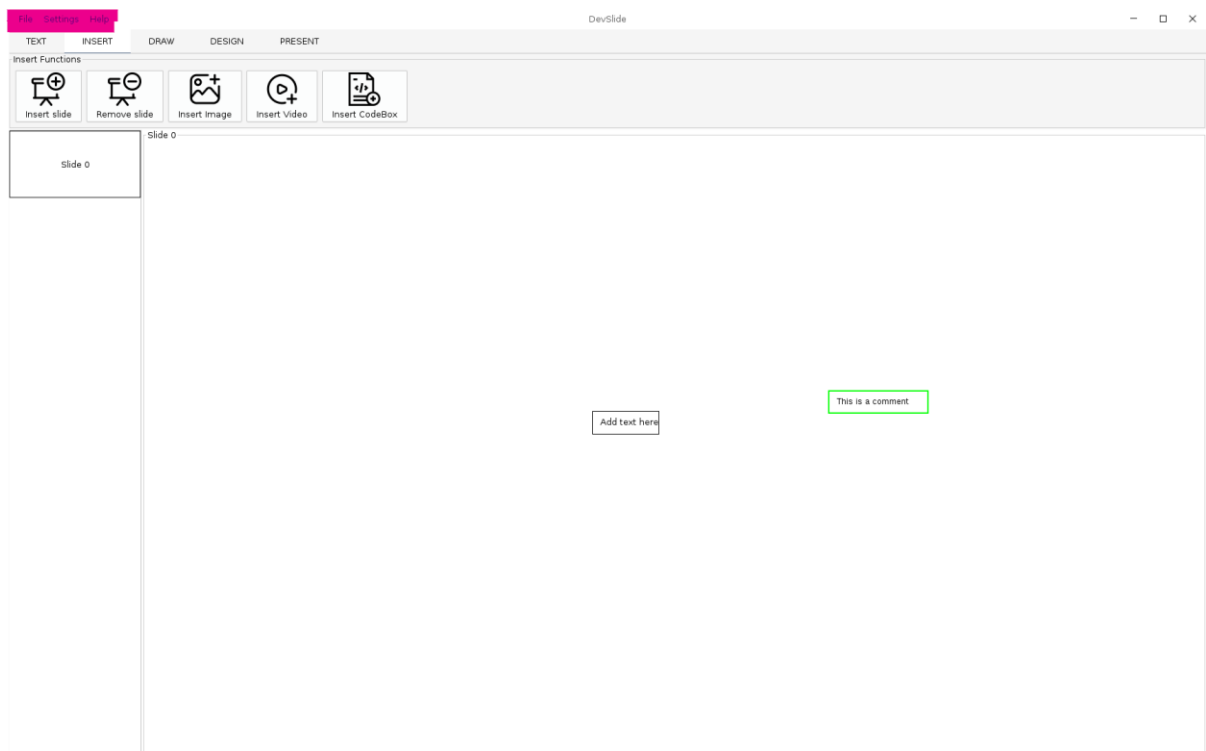 File Settings Help
DevSlide
TEXT INSERT DRAW DESIGN PRESENT
Insert Functions
Insert slide Remove slide Insert Image Insert Video Insert CodeBox
Slide 0
Slide 0
This is a comment
Add text here